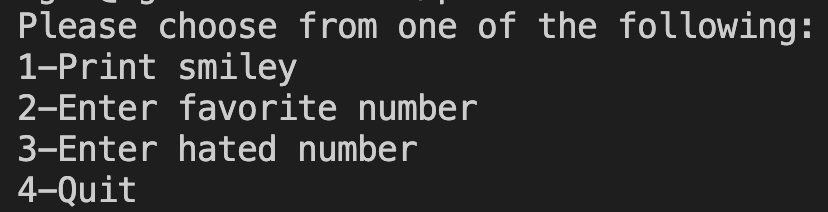 Please choose from one of the following:
1-Print smiley
2-Enter favorite number
3-Enter hated number
4-Quit